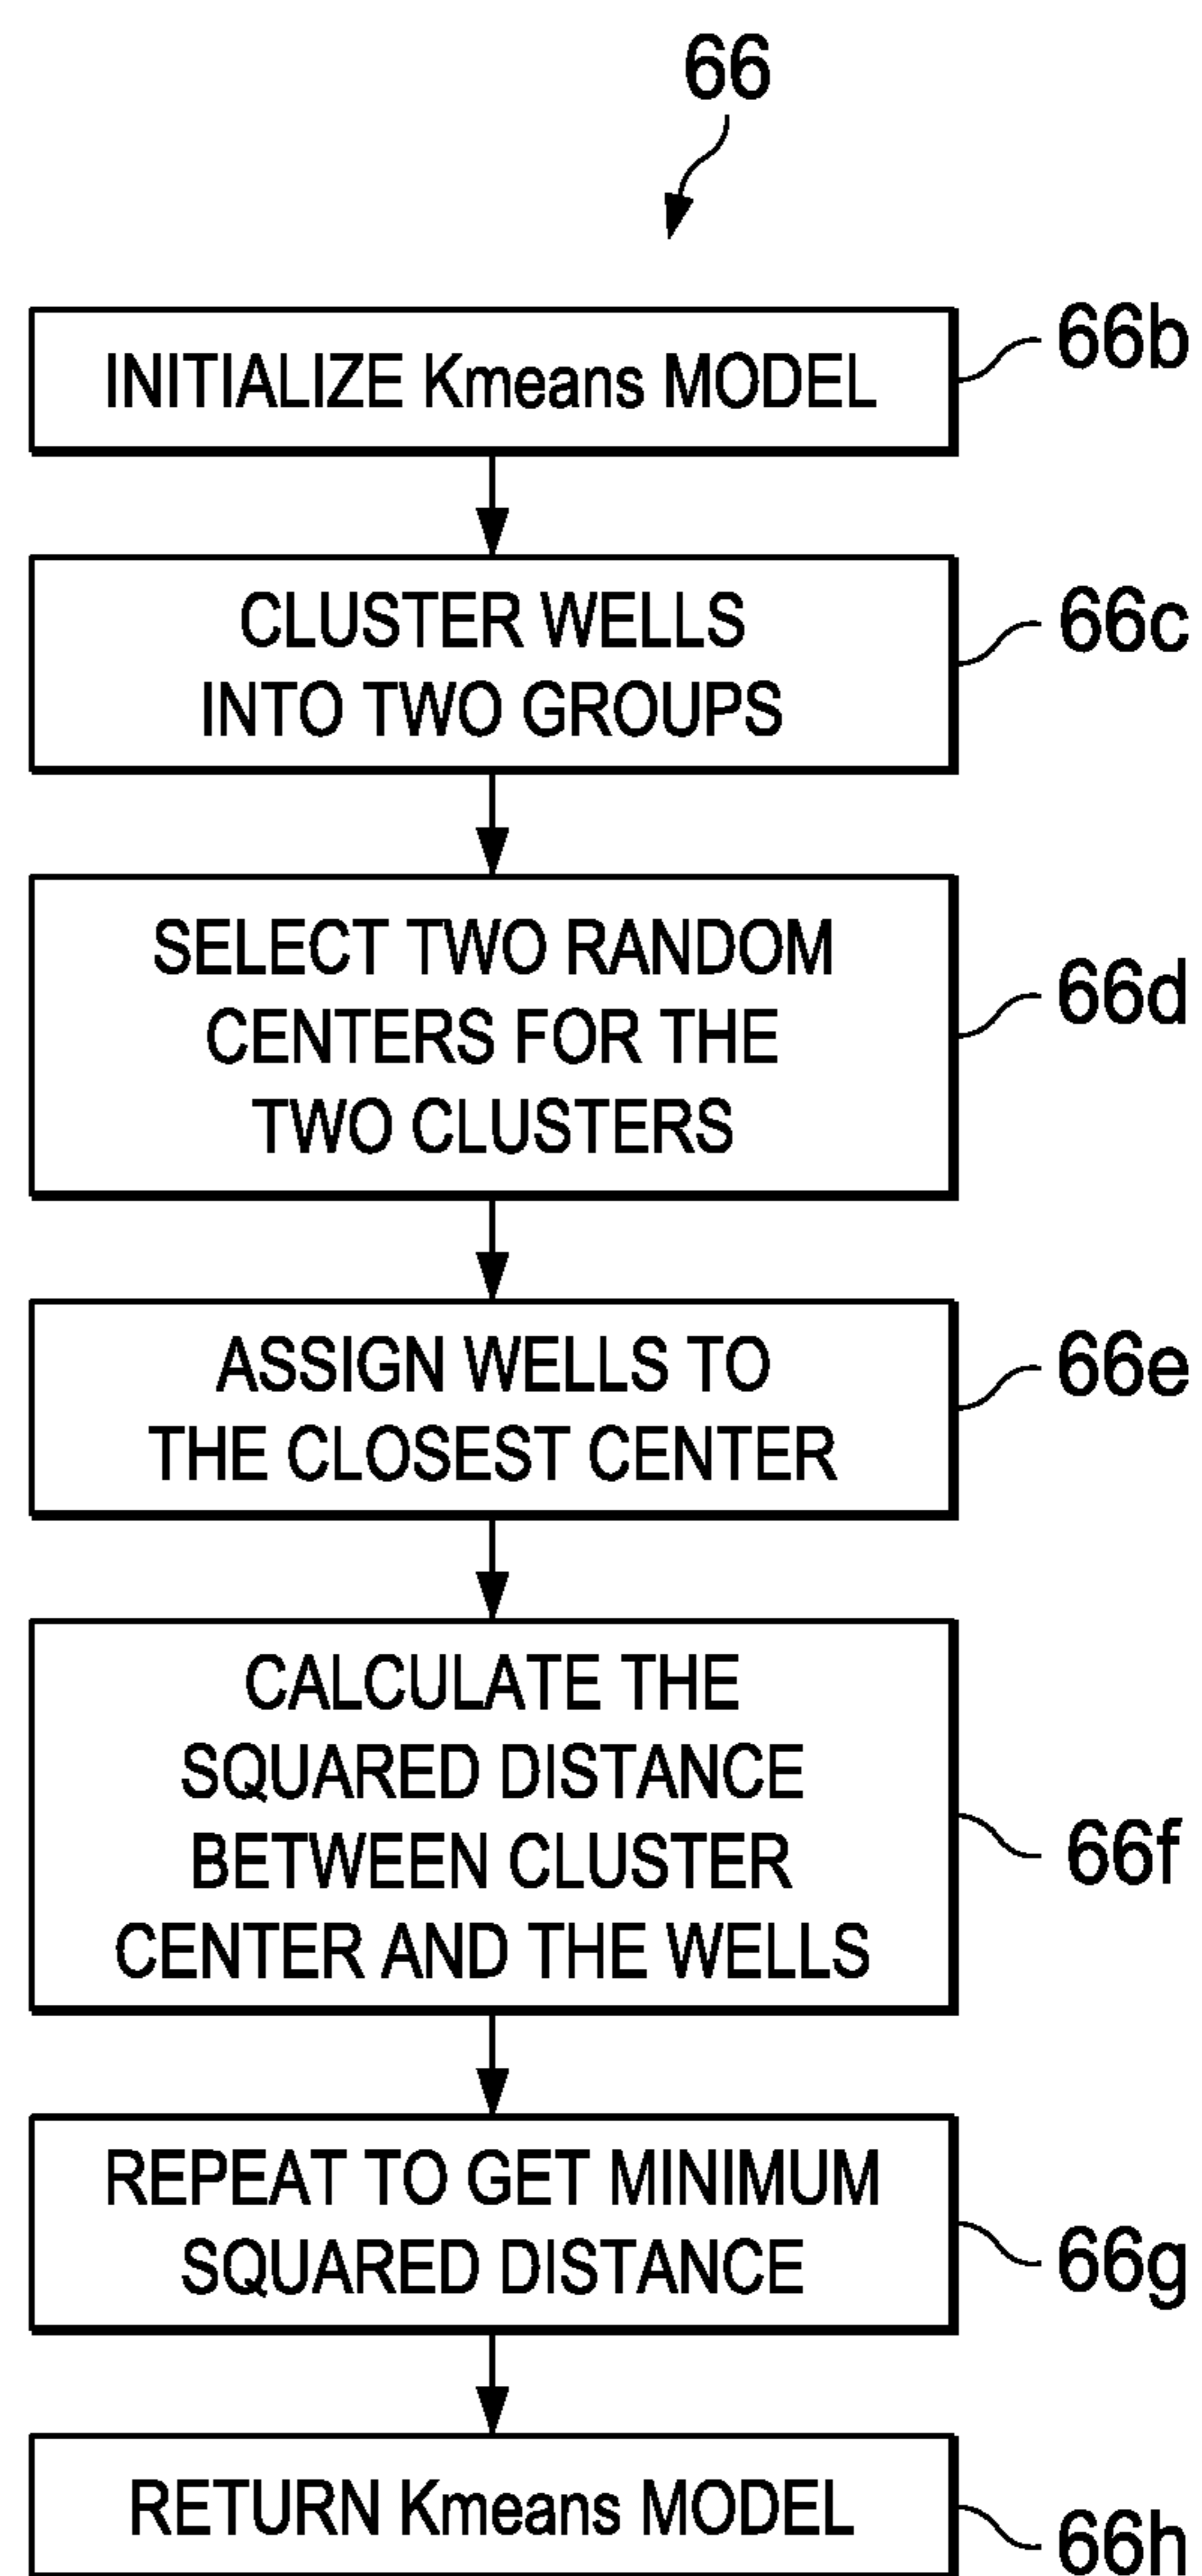 66
INITIALIZE Kmeans MODEL
66b
CLUSTER WELLS
INTO TWO GROUPS
66c
SELECT TWO RANDOM
CENTERS FOR THE
TWO CLUSTERS
66d
ASSIGN WELLS TO
THE CLOSEST CENTER
66e
CALCULATE THE
SQUARED DISTANCE
BETWEEN CLUSTER
CENTER AND THE WELLS
66f
REPEAT TO GET MINIMUM
SQUARED DISTANCE
66g
RETURN Kmeans MODEL
66h